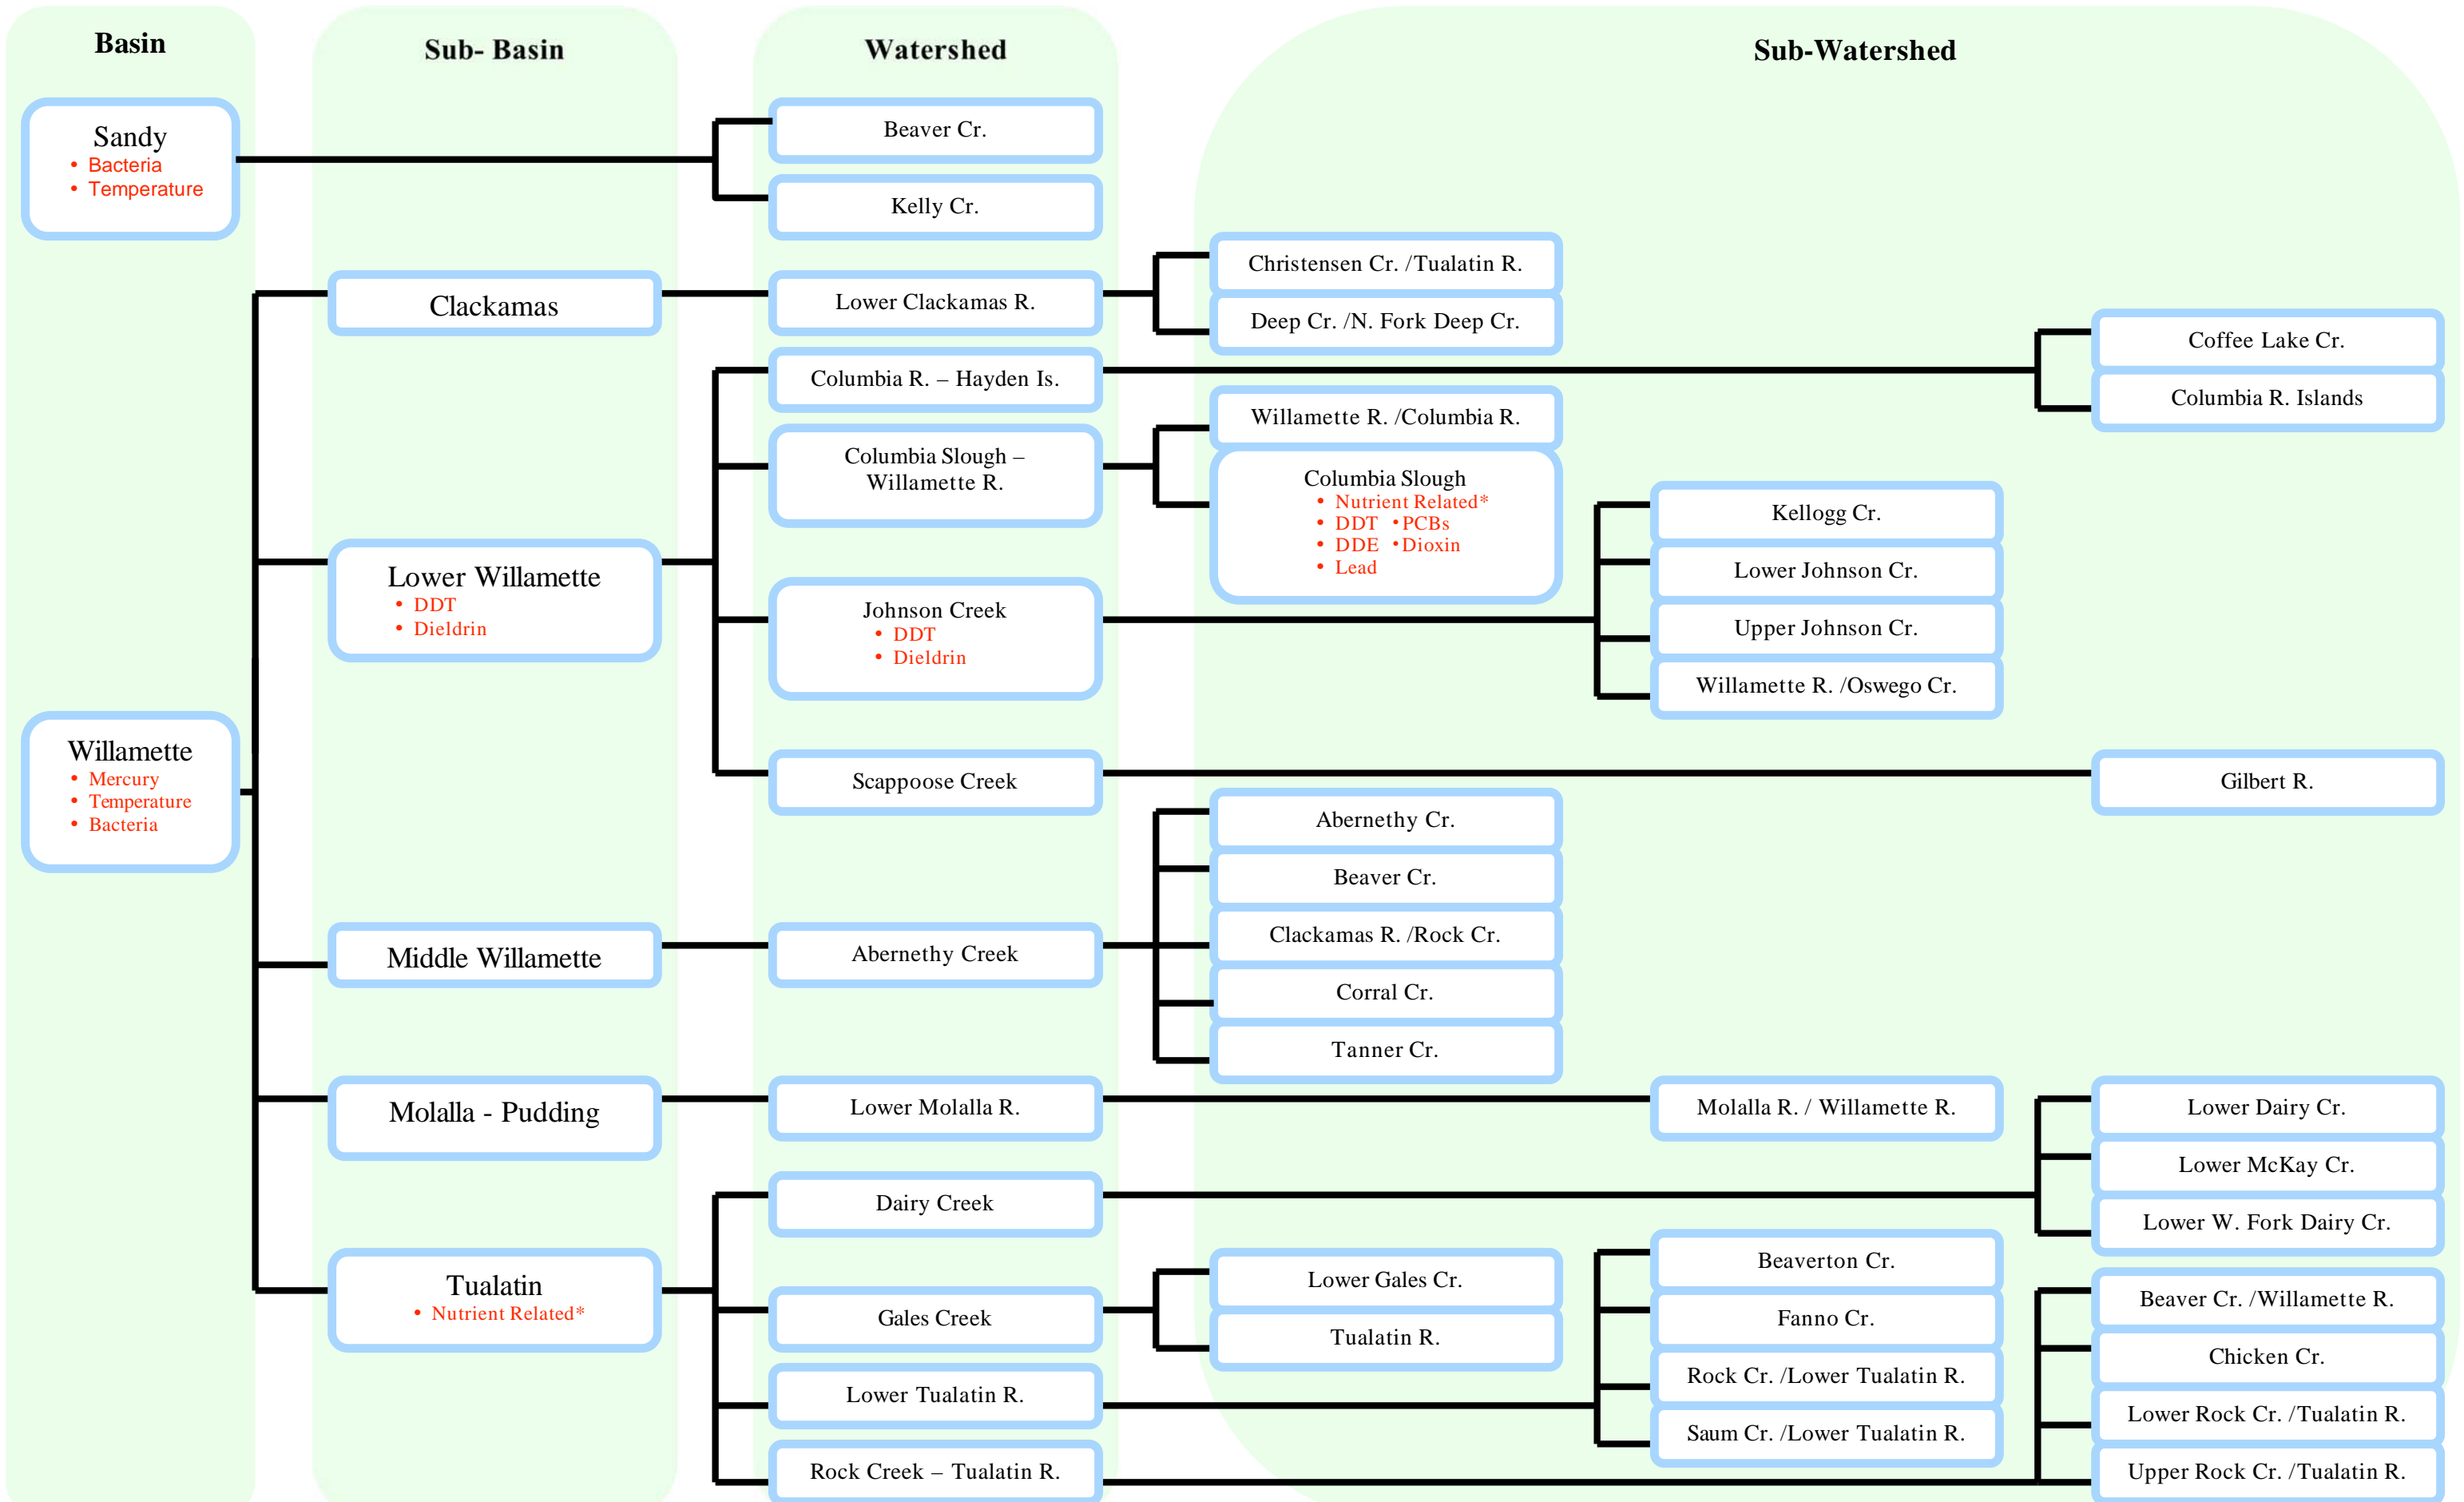 Basin
Sub- Basin
Watershed
Sub-Watershed
Sandy
• Bacteria
• Temperature
Beaver Cr.
Kelly Cr.
Willamette
• Mercury
• Temperature
• Bacteria
Clackamas
Lower Clackamas R.
Christensen Cr. /Tualatin R.
Deep Cr. /N. Fork Deep Cr.
Lower Willamette
• DDT
• Dieldrin
Columbia R. – Hayden Is.
Coffee Lake Cr.
Columbia R. Islands
Columbia Slough –
Willamette R.
Willamette R. /Columbia R.
Columbia Slough
• Nutrient Related*
• DDT • PCBs
• DDE • Dioxin
• Lead
Johnson Creek
• DDT
• Dieldrin
Kellogg Cr.
Lower Johnson Cr.
Upper Johnson Cr.
Willamette R. /Oswego Cr.
Scappoose Creek
Gilbert R.
Middle Willamette
Abernethy Creek
Abernethy Cr.
Beaver Cr.
Clackamas R. /Rock Cr.
Corral Cr.
Tanner Cr.
Molalla - Pudding
Lower Molalla R.
Molalla R. / Willamette R.
Tualatin
• Nutrient Related*
Dairy Creek
Lower Dairy Cr.
Lower McKay Cr.
Lower W. Fork Dairy Cr.
Gales Creek
Lower Gales Cr.
Tualatin R.
Lower Tualatin R.
Beaverton Cr.
Fanno Cr.
Rock Cr. /Lower Tualatin R.
Saum Cr. /Lower Tualatin R.
Rock Creek – Tualatin R.
Beaver Cr. /Willamette R.
Chicken Cr.
Lower Rock Cr. /Tualatin R.
Upper Rock Cr. /Tualatin R.